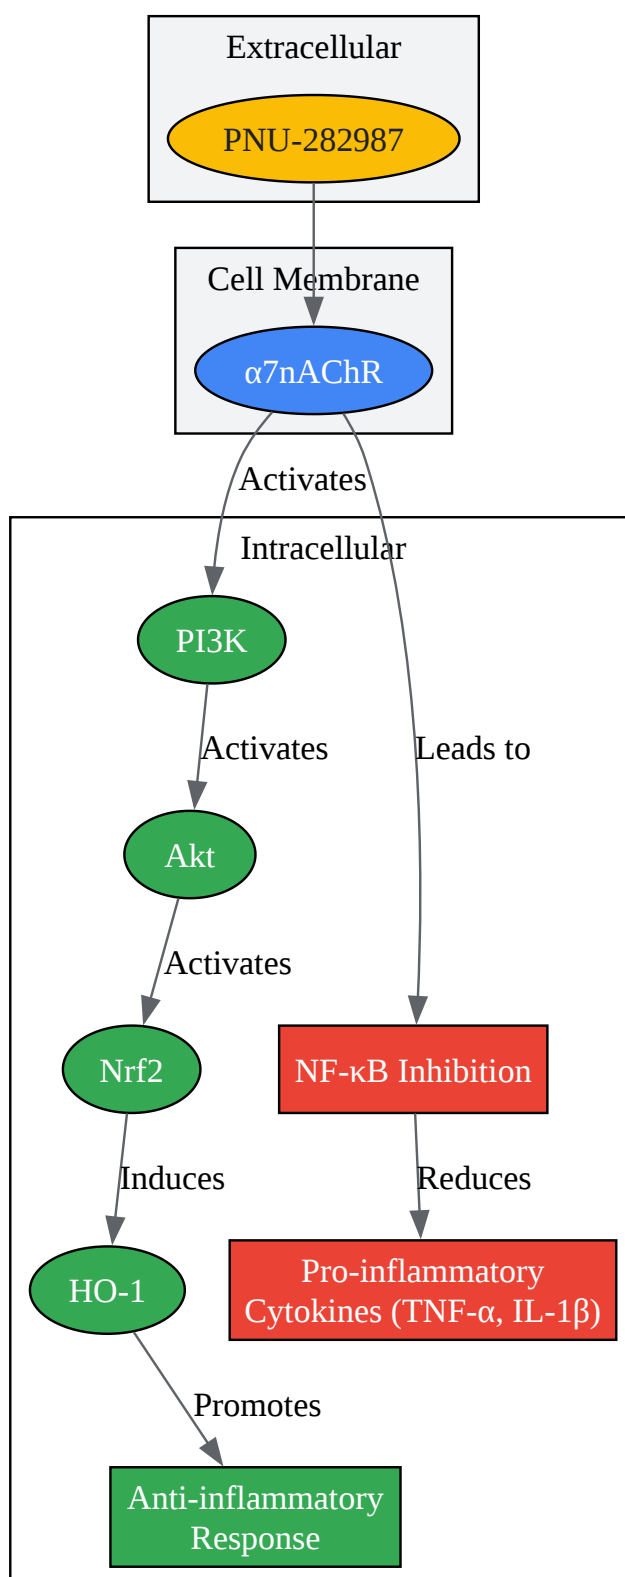 Extracellular
PNU-282987
Cell Membrane
α7nAChR
Activates
Intracellular
PI3K
Activates
Leads to
Akt
Activates
Nrf2
NF-κB Inhibition
Induces
Reduces
HO-1
Pro-inflammatory
Cytokines (TNF-α, IL-1β)
Promotes
Anti-inflammatory
Response